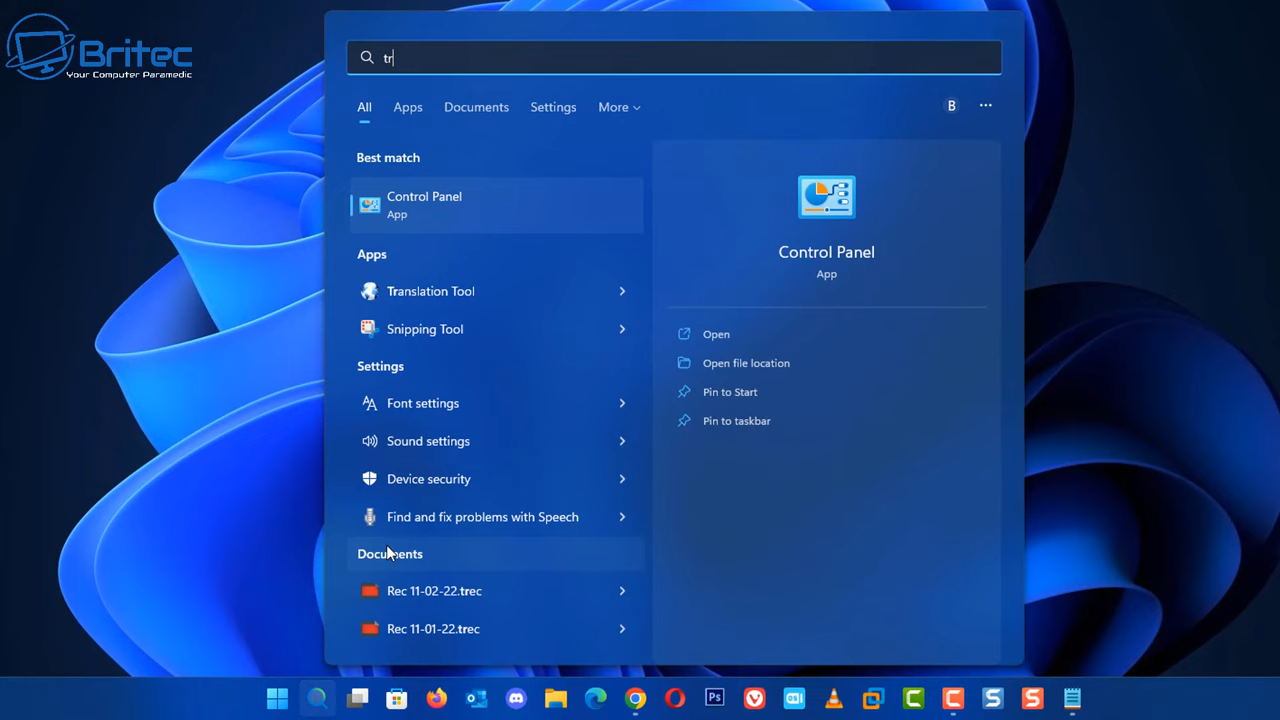 Britec
Your Computer Paramedic
tr
All Apps Documents Settings More
B
Best match
Control Panel
App
Apps
Translation Tool
Snipping Tool
Settings
Font settings
Sound settings
Device security
Find and fix problems with Speech
Documents
Rec 11-02-22.trec
Rec 11-01-22.trec
Control Panel
App
Open
Open file location
Pin to Start
Pin to taskbar
Ps
C
C
S
S